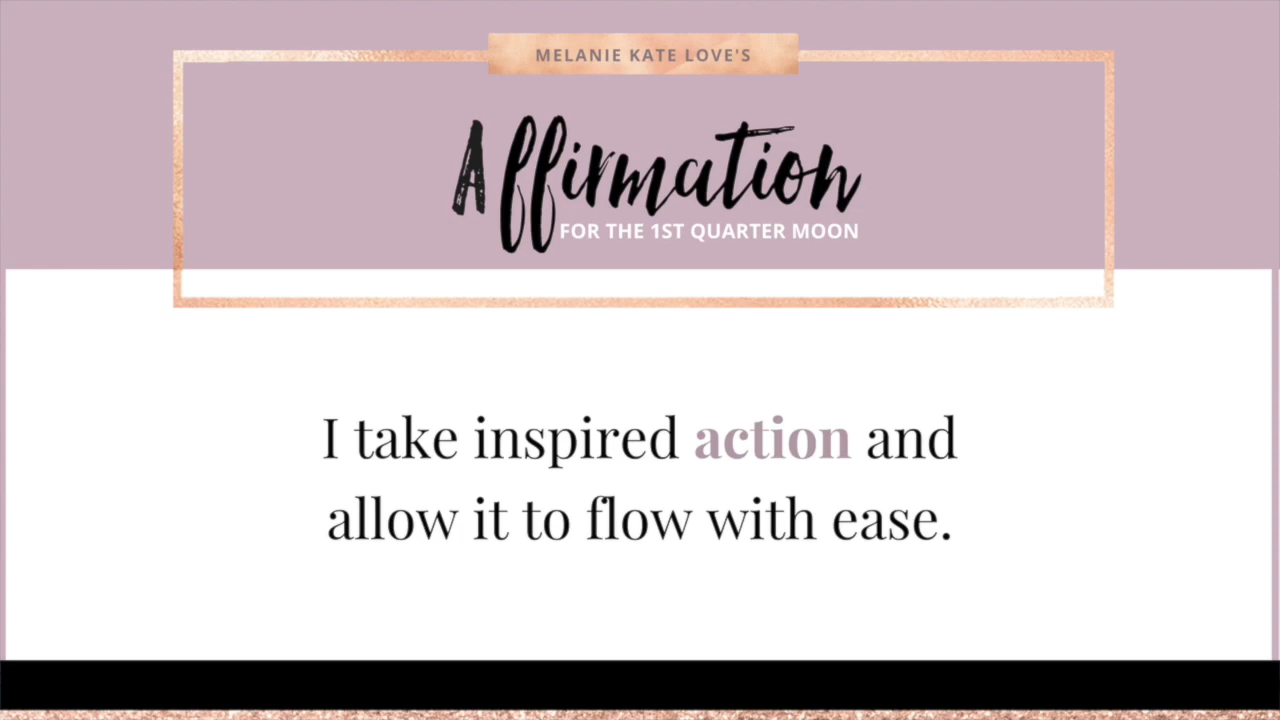 MELANIE KATE LOVE'S
Affirmation
FOR THE 1ST QUARTER MOON
I take inspired action and
allow it to flow with ease.